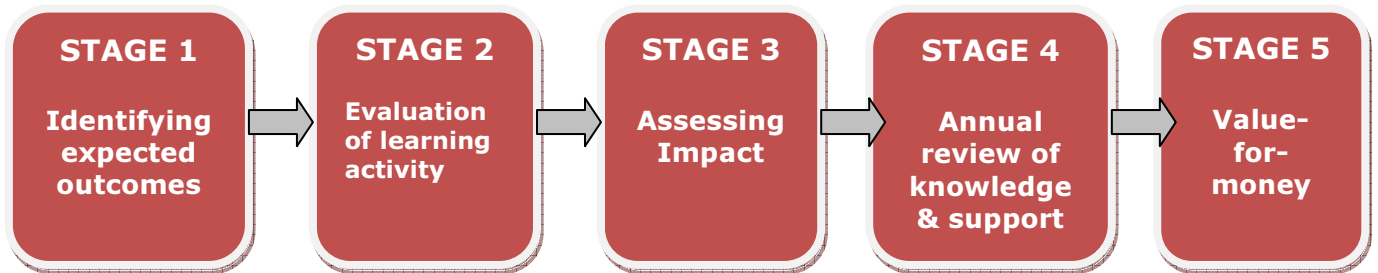 STAGE 1
Identifying
expected
outcomes
STAGE 2
Evaluation
of learning
activity
STAGE 3
Assessing
Impact
STAGE 4
Annual
review of
knowledge
& support
STAGE 5
Value-
for-
money